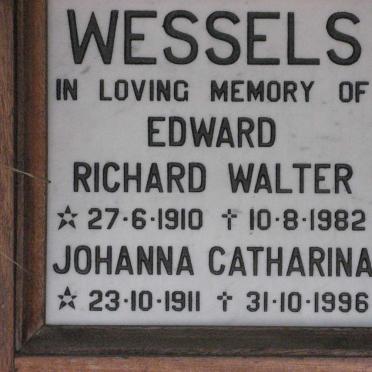 WESSELS
IN LOVING MEMORY OF
EDWARD
RICHARD WALTER
☆ 27·6·1910 † 10·8·1982
JOHANNA CATHARINA
☆ 23·10·1911 † 31·10·1996